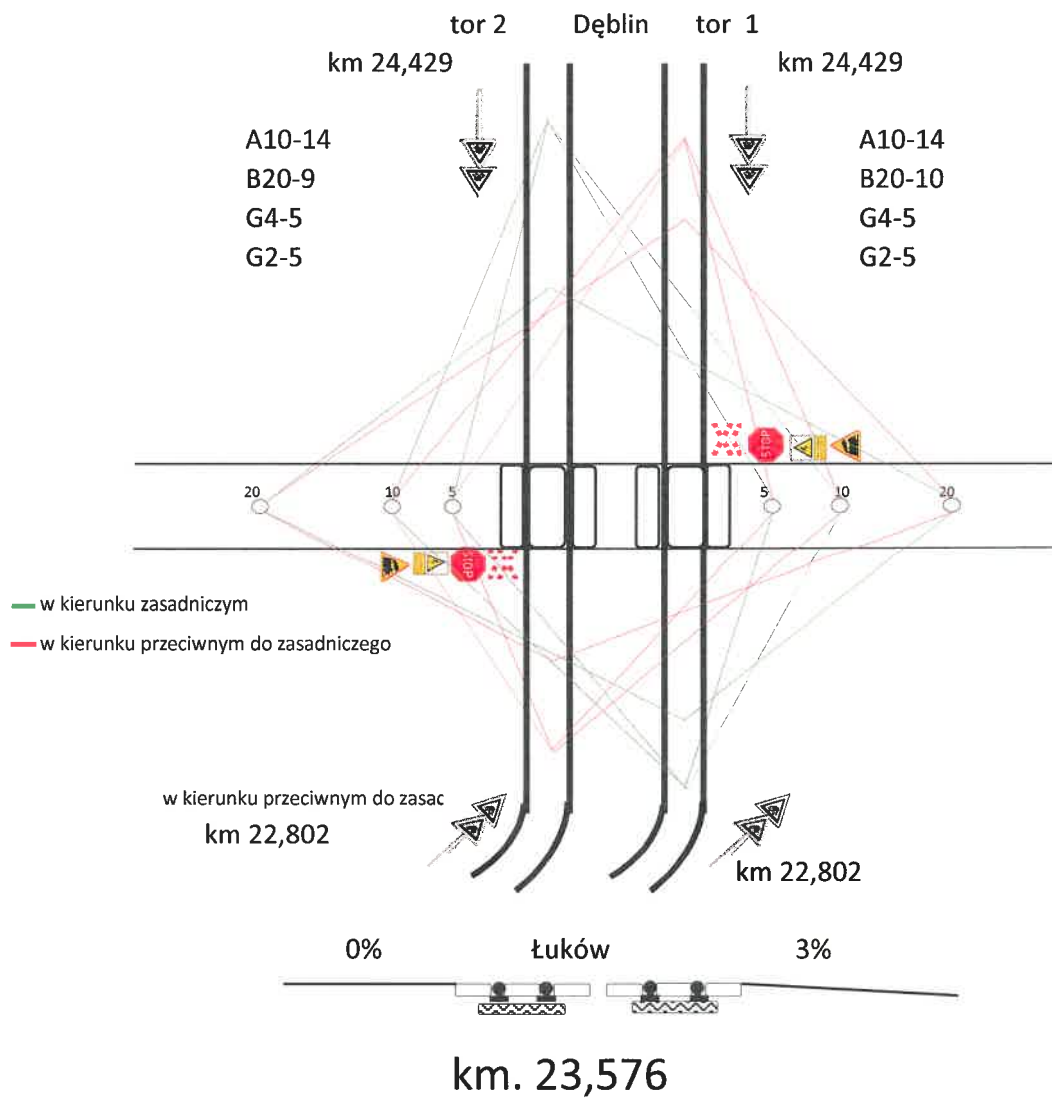 tor 2 Dęblin tor 1
km 24,429 km 24,429
A10-14 A10-14
B20-9 B20-10
G4-5 G4-5
G2-5 G2-5
STOP
20 10 5 5 10 20
STOP
w kierunku zasadniczym
w kierunku przeciwnym do zasadniczego
w kierunku przeciwnym do zasac
km 22,802 km 22,802
0% Łuków 3%
km. 23,576